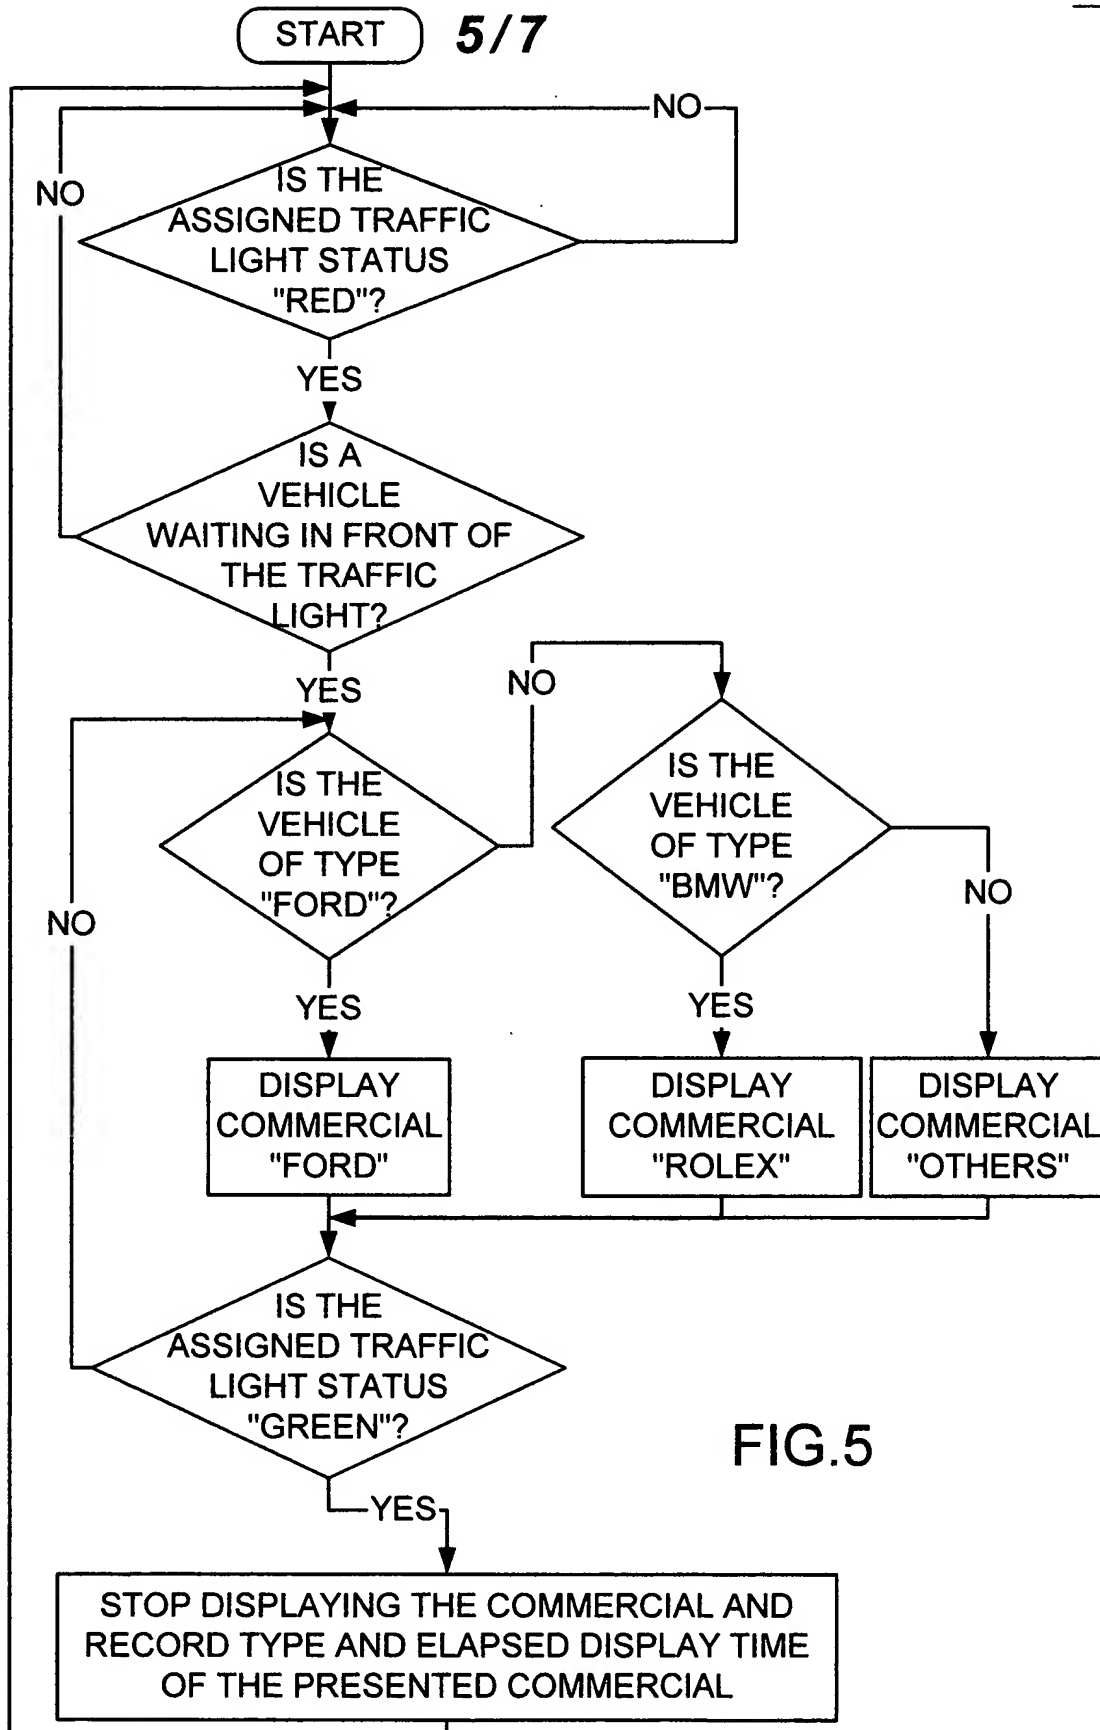 START
5/7
NO
NO
IS THE
ASSIGNED TRAFFIC
LIGHT STATUS
"RED"?
YES
IS A
VEHICLE
WAITING IN FRONT OF
THE TRAFFIC
LIGHT?
YES
NO
IS THE
VEHICLE
OF TYPE
"FORD"?
IS THE
VEHICLE
OF TYPE
"BMW"?
NO
NO
YES
YES
DISPLAY
COMMERCIAL
"FORD"
DISPLAY
COMMERCIAL
"ROLEX"
DISPLAY
COMMERCIAL
"OTHERS"
IS THE
ASSIGNED TRAFFIC
LIGHT STATUS
"GREEN"?
FIG.5
YES
STOP DISPLAYING THE COMMERCIAL AND
RECORD TYPE AND ELAPSED DISPLAY TIME
OF THE PRESENTED COMMERCIAL